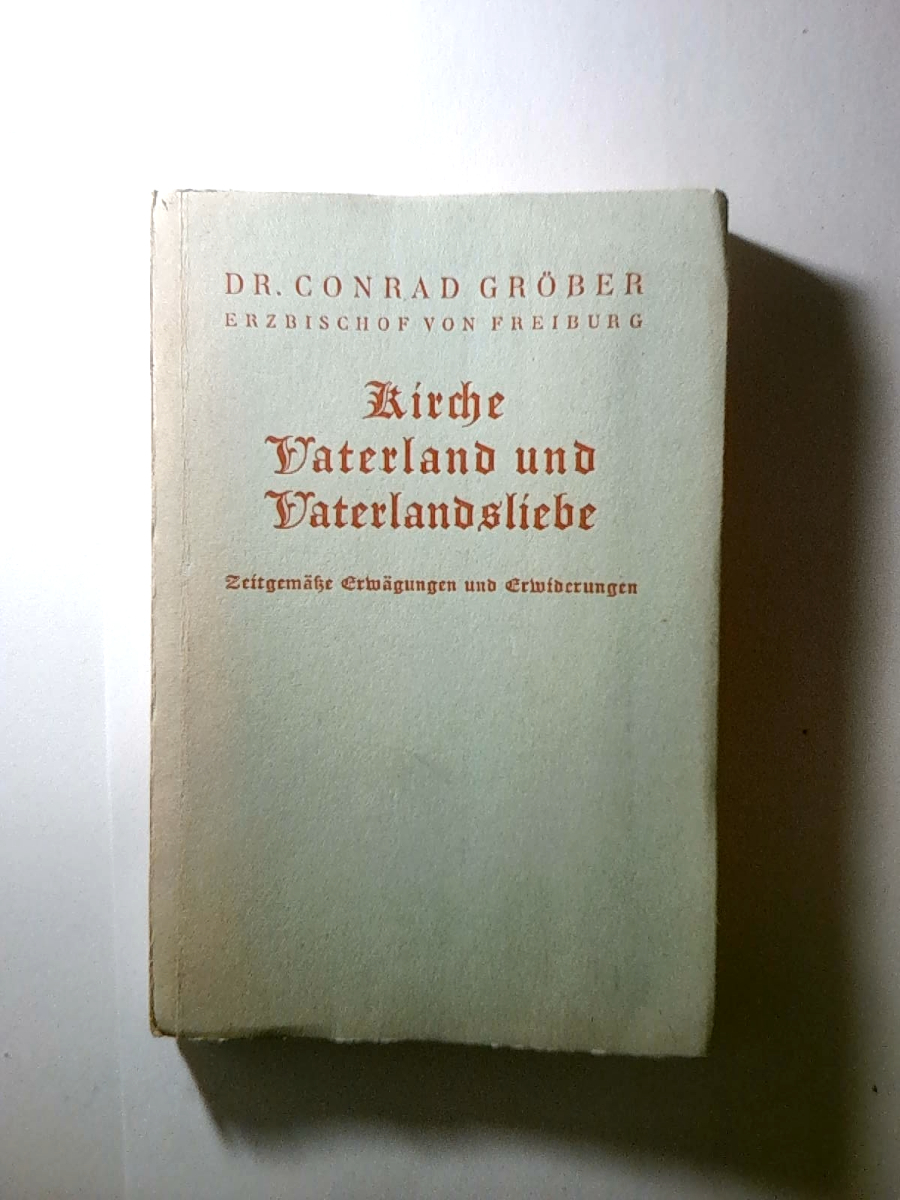 DR. CONRAD GRÖBER
ERZBISCHOF VON FREIBURG
Kirche
Vaterland und
Vaterlandsliebe
Zeitgemäße Erwägungen und Erwiderungen